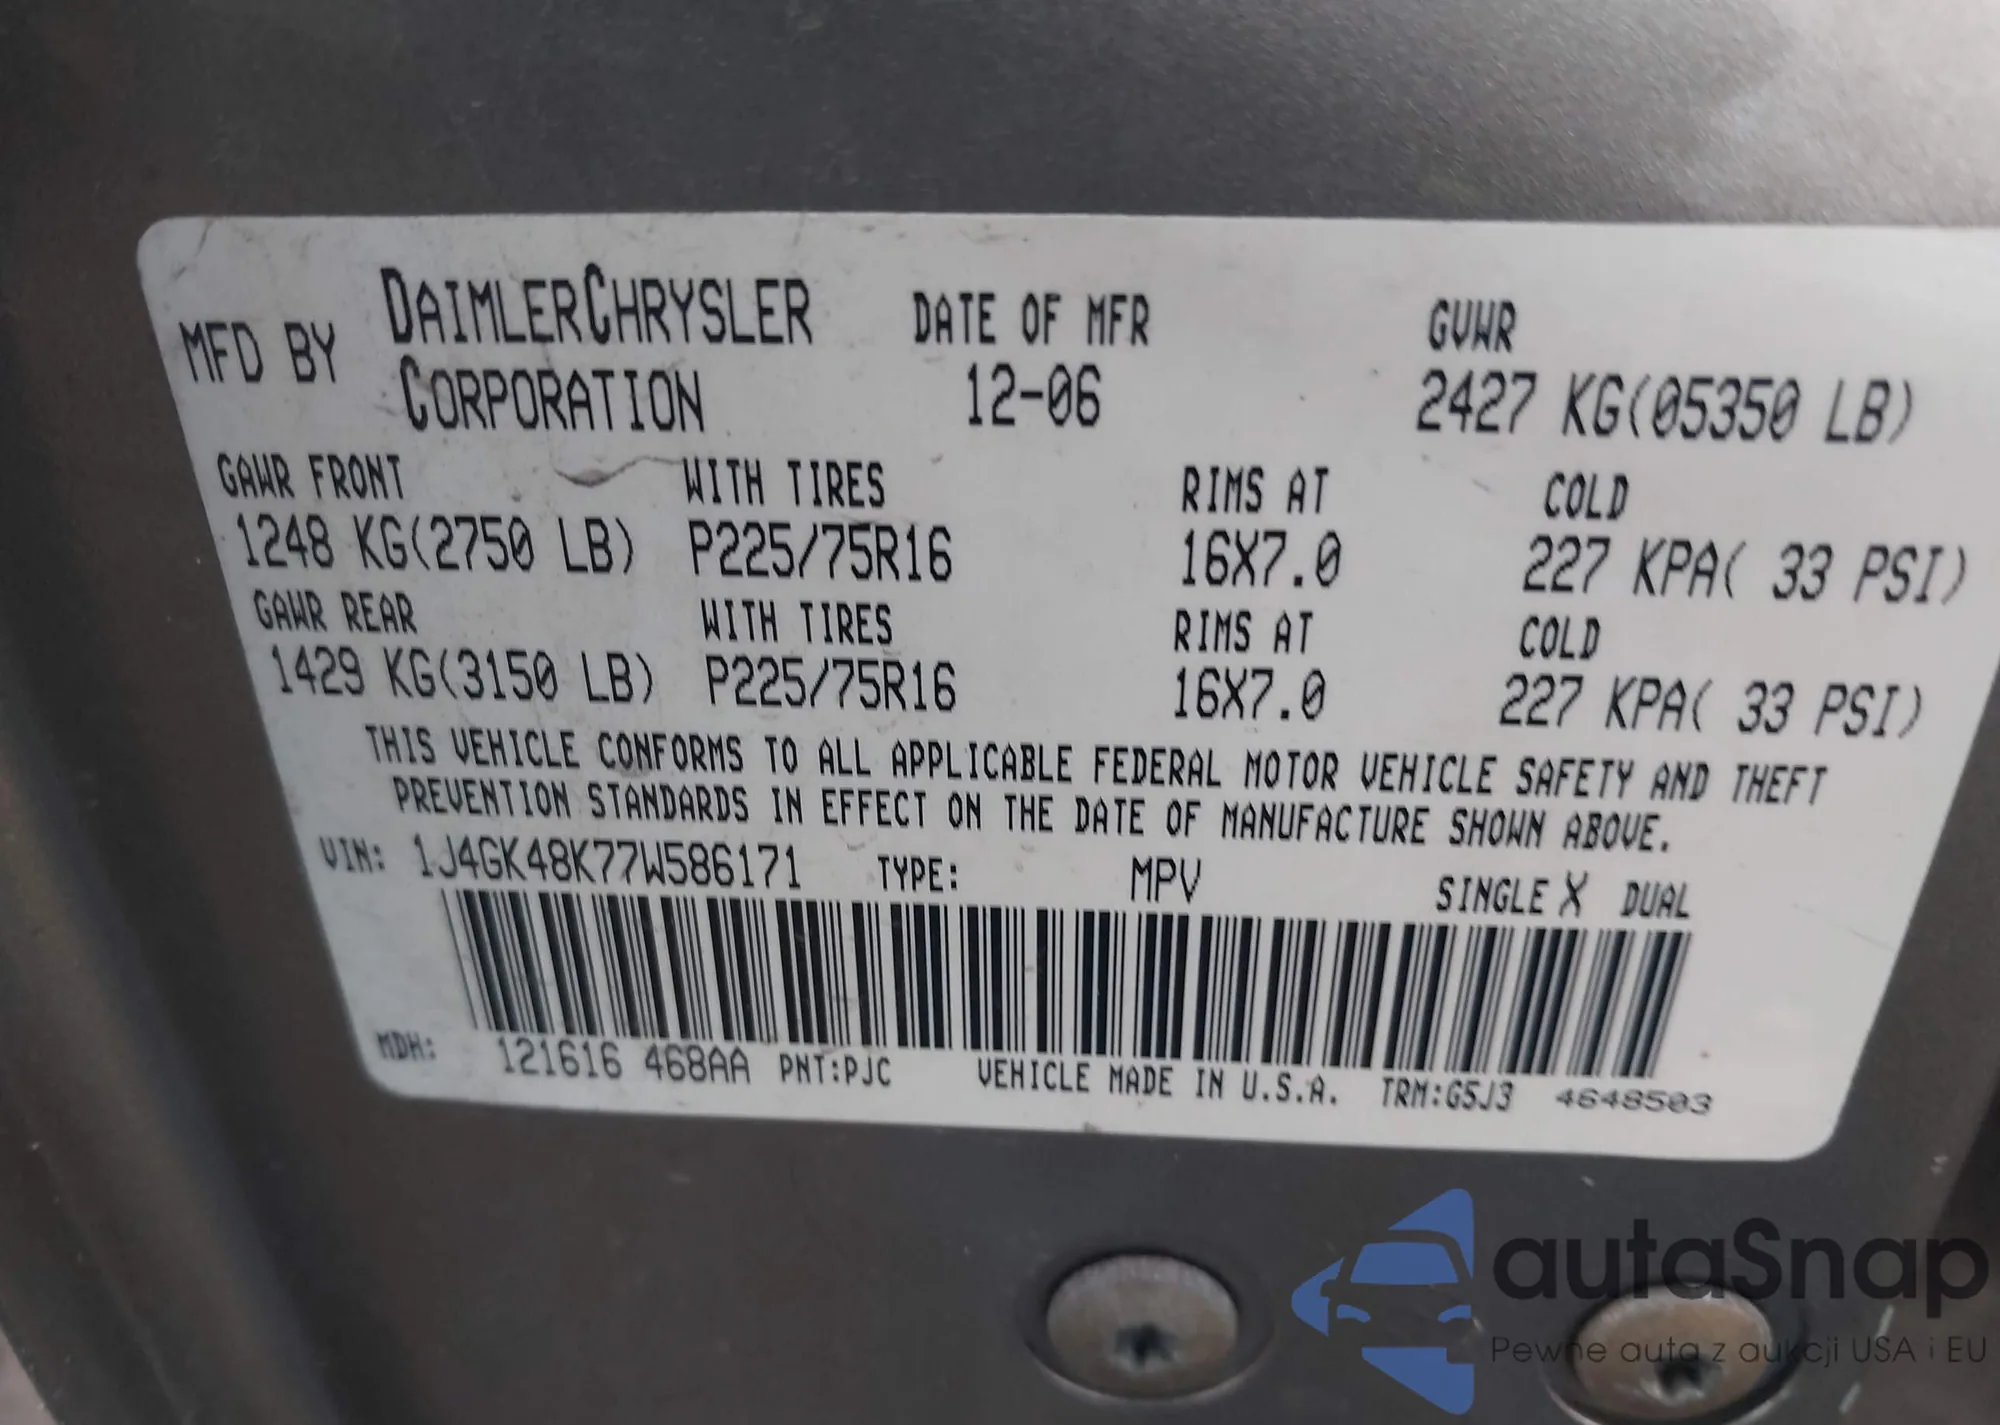 MFD BY DAIMLERCHRYSLER CORPORATION DATE OF MFR GVWR
12-06 2427 KG(05350 LB)
GAWR FRONT WITH TIRES RIMS AT COLD
1248 KG(2750 LB) P225/75R16 16X7.0 227 KPA( 33 PSI)
GAWR REAR WITH TIRES RIMS AT COLD
1429 KG(3150 LB) P225/75R16 16X7.0 227 KPA( 33 PSI)
THIS VEHICLE CONFORMS TO ALL APPLICABLE FEDERAL MOTOR VEHICLE SAFETY AND THEFT
PREVENTION STANDARDS IN EFFECT ON THE DATE OF MANUFACTURE SHOWN ABOVE.
VIN: 1J4GK48K77W586171 TYPE: MPV SINGLE X DUAL
MDH: 121616 468AA PNT:PJC VEHICLE MADE IN U.S.A. TRM:G5J3 4648503
autaSnap
Pewne auta z aukcji USA i EU